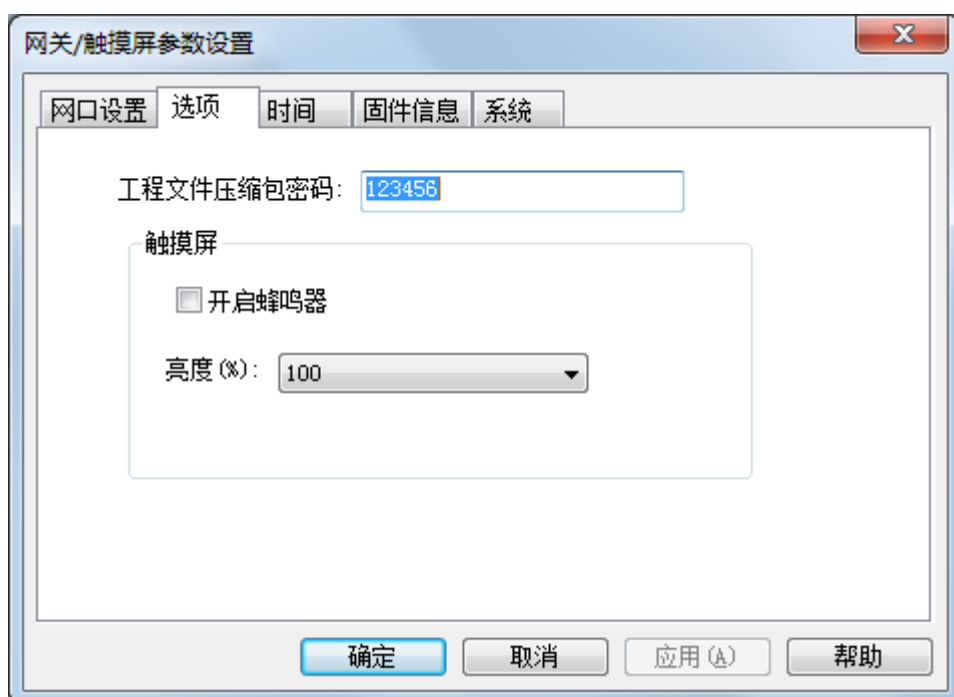 网关/触摸屏参数设置
网口设置 选项 时间 固件信息 系统
工程文件压缩包密码: 123456
触摸屏
开启蜂鸣器
亮度(%): 100
确定 取消 应用(A) 帮助